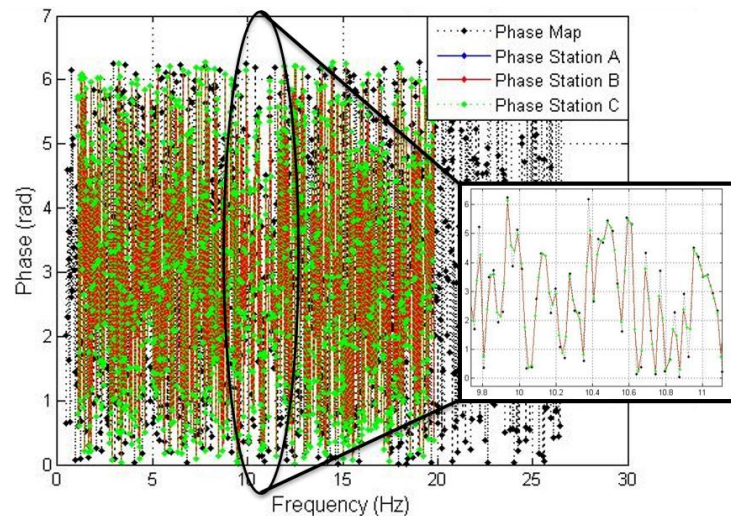 Phase Map
Phase Station A
Phase Station B
Phase Station C
Phase (rad)
7
6
5
4
3
2
1
0
0 5 10 15 20 25 30
Frequency (Hz)
6
5
4
3
2
1
0
9.8 10 10.2 10.4 10.6 10.8 11